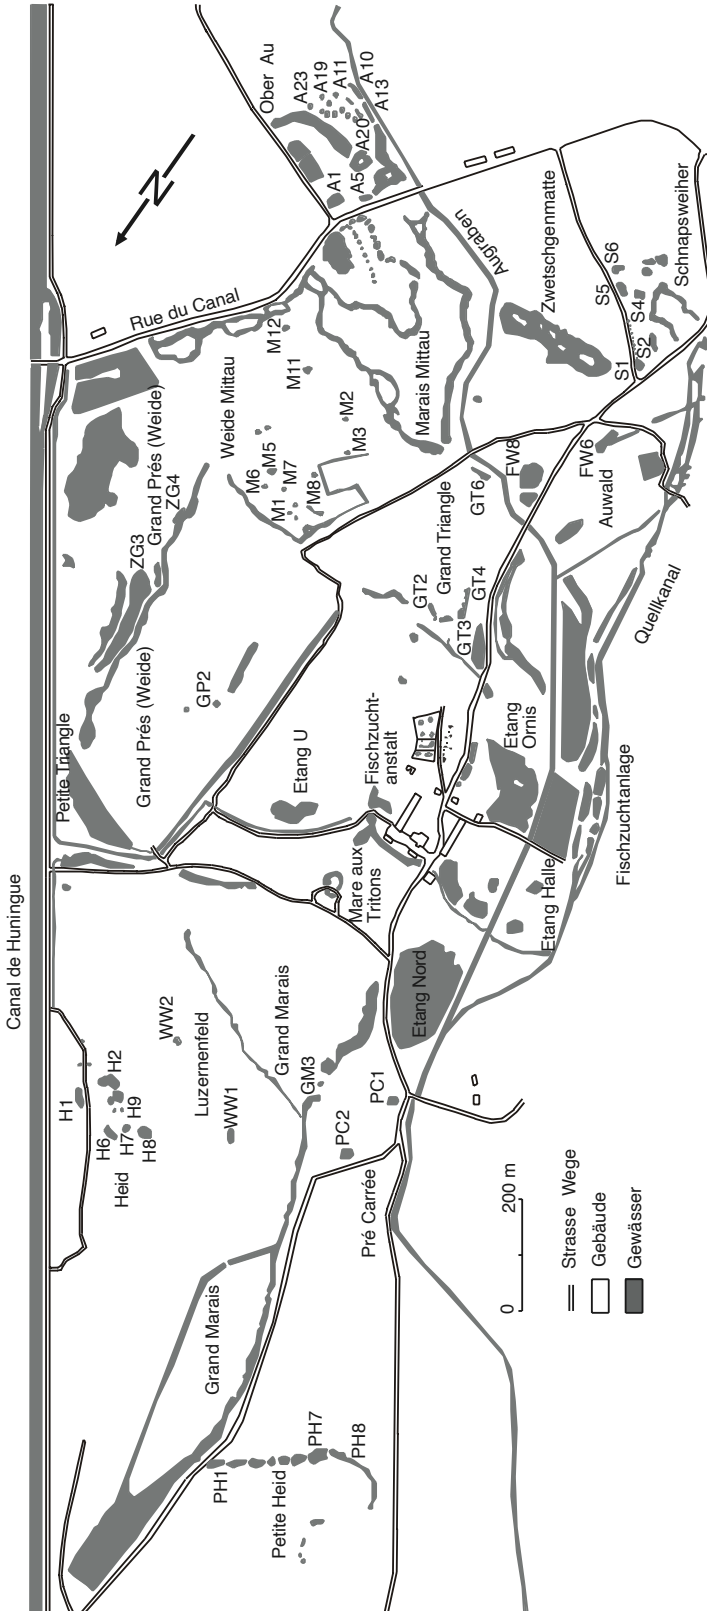 Canal de Huningue
Ober Au
A23
A19
A11
A10
A13
A20
A1
A5
N
Rue du Canal
Augraben
Zwetschgenmatte
Schnapsweiher
S6
S5
S4
S2
S1
M12
M11
Weide Mittau
Marais Mittau
M2
M3
M5
M6
M7
M1
M8
Grand Prés (Weide)
ZG4
ZG3
FW8
FW6
Auwald
GT6
Grand Triangle
GT2
GT4
GT3
Quellkanal
Grand Prés (Weide)
GP2
Petite Triangle
Etang U
Fischzucht-
anstalt
Etang
Ornis
Fischzuchtanlage
Mare aux
Tritons
Etang Halle
Etang Nord
Grand Marais
GM3
WW2
Luzernenfeld
WW1
H1
H2
H9
H6
H7
H8
Heid
PC1
PC2
Pré Carrée
Grand Marais
PH1
PH7
PH8
Petite Heid
0
200 m
Strasse Wege
Gebäude
Gewässer